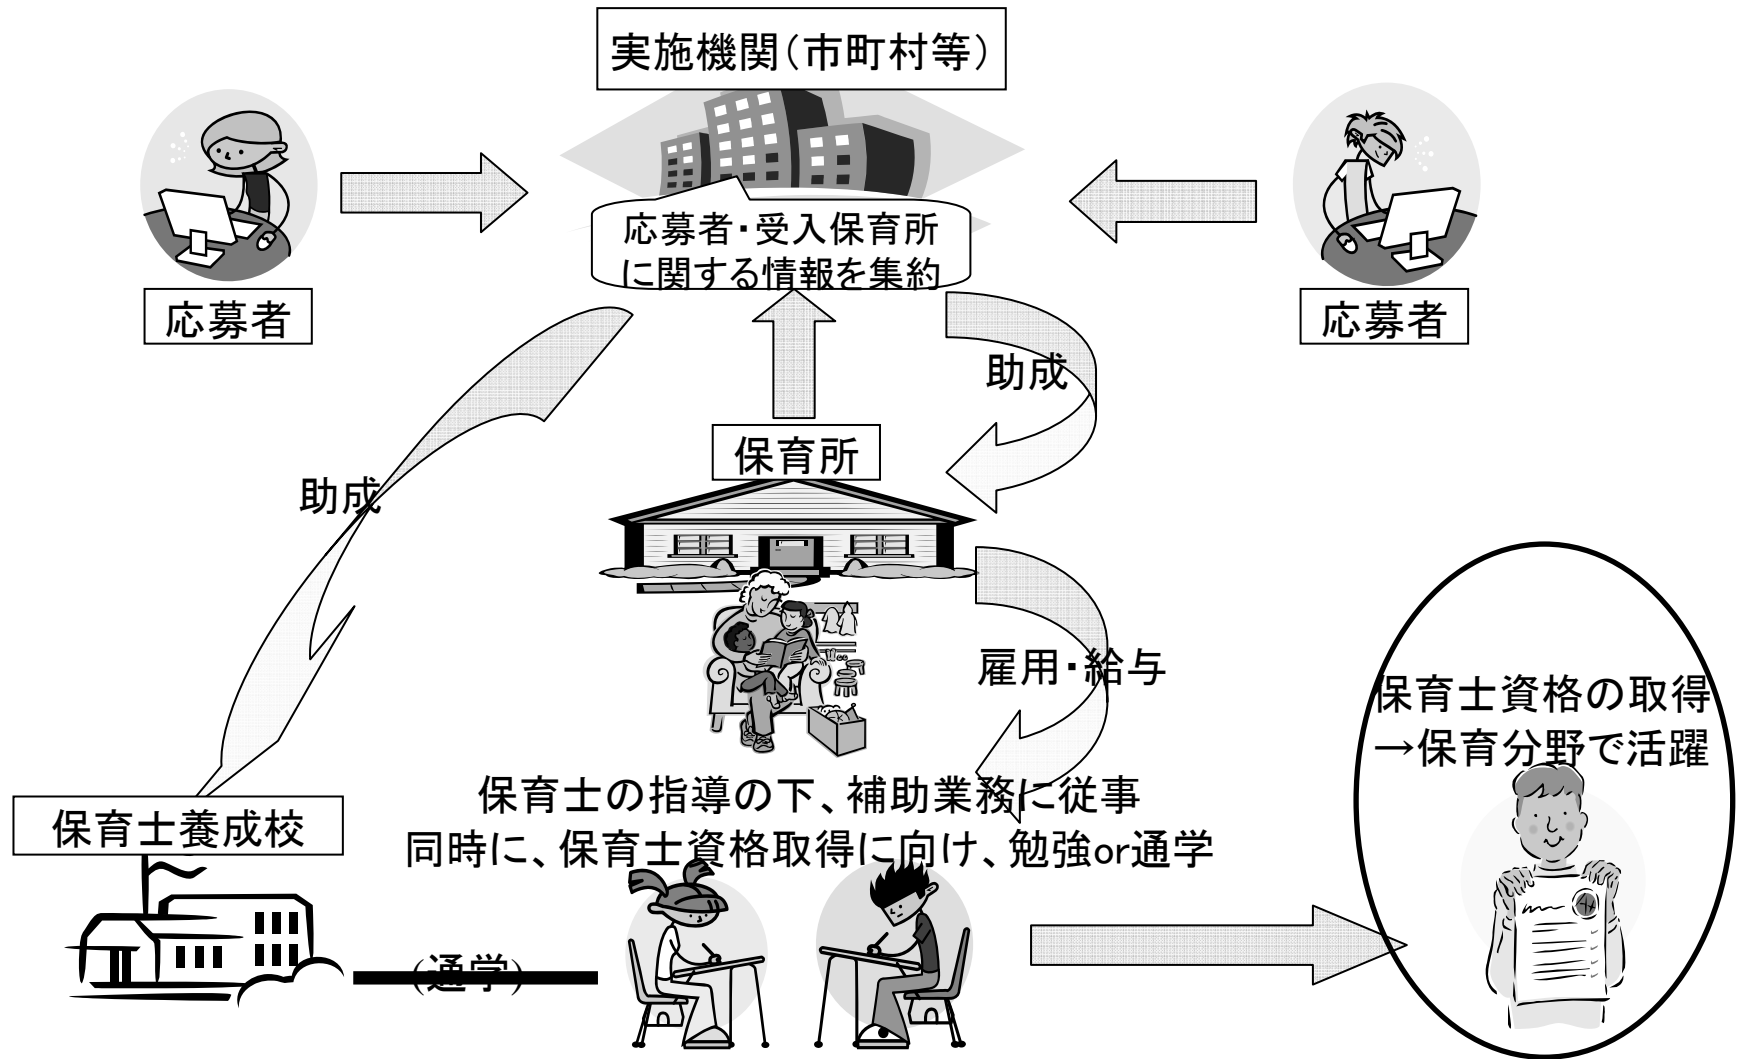 実施機関(市町村等)
応募者・受入保育所
に関する情報を集約
応募者
応募者
助成
保育所
助成
雇用・給与
保育士資格の取得
→保育分野で活躍
保育士の指導の下、補助業務に従事
同時に、保育士資格取得に向け、勉強or通学
保育士養成校
(通学)